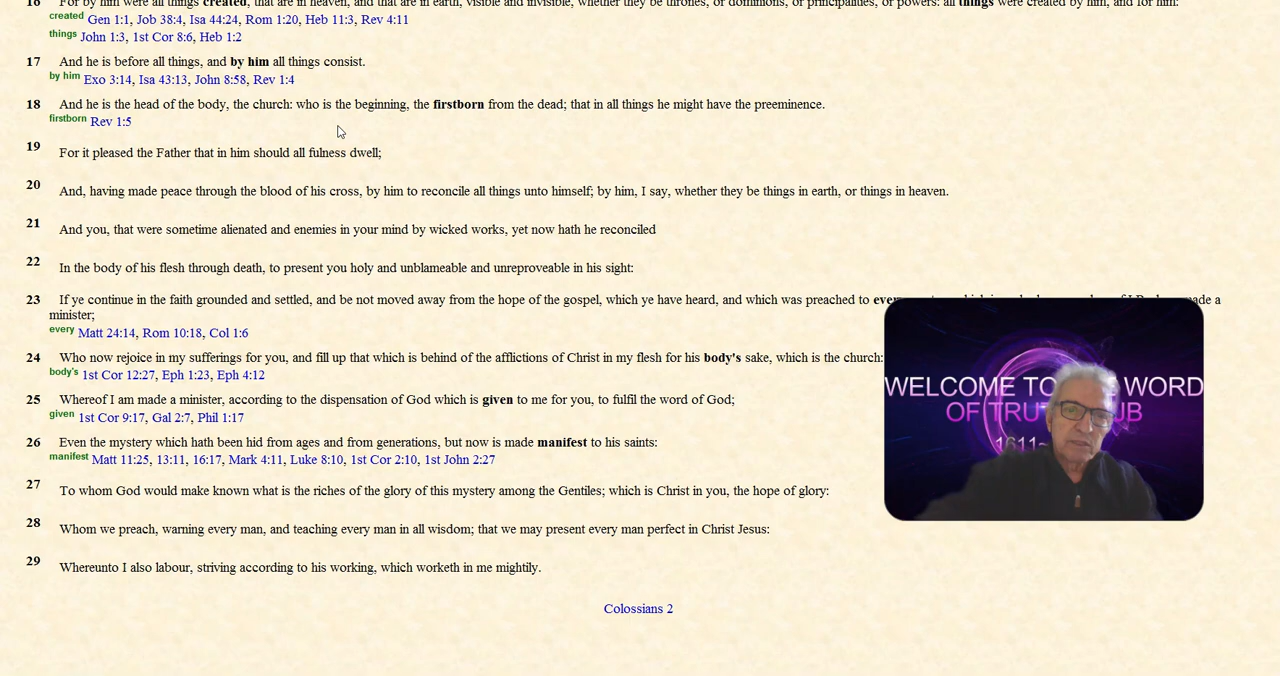 16 For by him were all things created, that are in heaven, and that are in earth, visible and invisible, whether they be thrones, or dominions, or principalities, or powers: all things were created by him, and for him:
created Gen 1:1, Job 38:4, Isa 44:24, Rom 1:20, Heb 11:3, Rev 4:11
things John 1:3, 1st Cor 8:6, Heb 1:2
17 And he is before all things, and by him all things consist.
by him Exo 3:14, Isa 43:13, John 8:58, Rev 1:4
18 And he is the head of the body, the church: who is the beginning, the firstborn from the dead; that in all things he might have the preeminence.
firstborn Rev 1:5
19 For it pleased the Father that in him should all fulness dwell;
20 And, having made peace through the blood of his cross, by him to reconcile all things unto himself; by him, I say, whether they be things in earth, or things in heaven.
21 And you, that were sometime alienated and enemies in your mind by wicked works, yet now hath he reconciled
22 In the body of his flesh through death, to present you holy and unblameable and unreproveable in his sight:
23 If ye continue in the faith grounded and settled, and be not moved away from the hope of the gospel, which ye have heard, and which was preached to made a
minister;
every Matt 24:14, Rom 10:18, Col 1:6
24 Who now rejoice in my sufferings for you, and fill up that which is behind of the afflictions of Christ in my flesh for his body's sake, which is the church:
body's 1st Cor 12:27, Eph 1:23, Eph 4:12
25 Whereof I am made a minister, according to the dispensation of God which is given to me for you, to fulfil the word of God;
given 1st Cor 9:17, Gal 2:7, Phil 1:17
26 Even the mystery which hath been hid from ages and from generations, but now is made manifest to his saints:
manifest Matt 11:25, 13:11, 16:17, Mark 4:11, Luke 8:10, 1st Cor 2:10, 1st John 2:27
27 To whom God would make known what is the riches of the glory of this mystery among the Gentiles; which is Christ in you, the hope of glory:
28 Whom we preach, warning every man, and teaching every man in all wisdom; that we may present every man perfect in Christ Jesus:
29 Whereunto I also labour, striving according to his working, which worketh in me mightily.
Colossians 2
WELCOME TO WORD
OF
1611